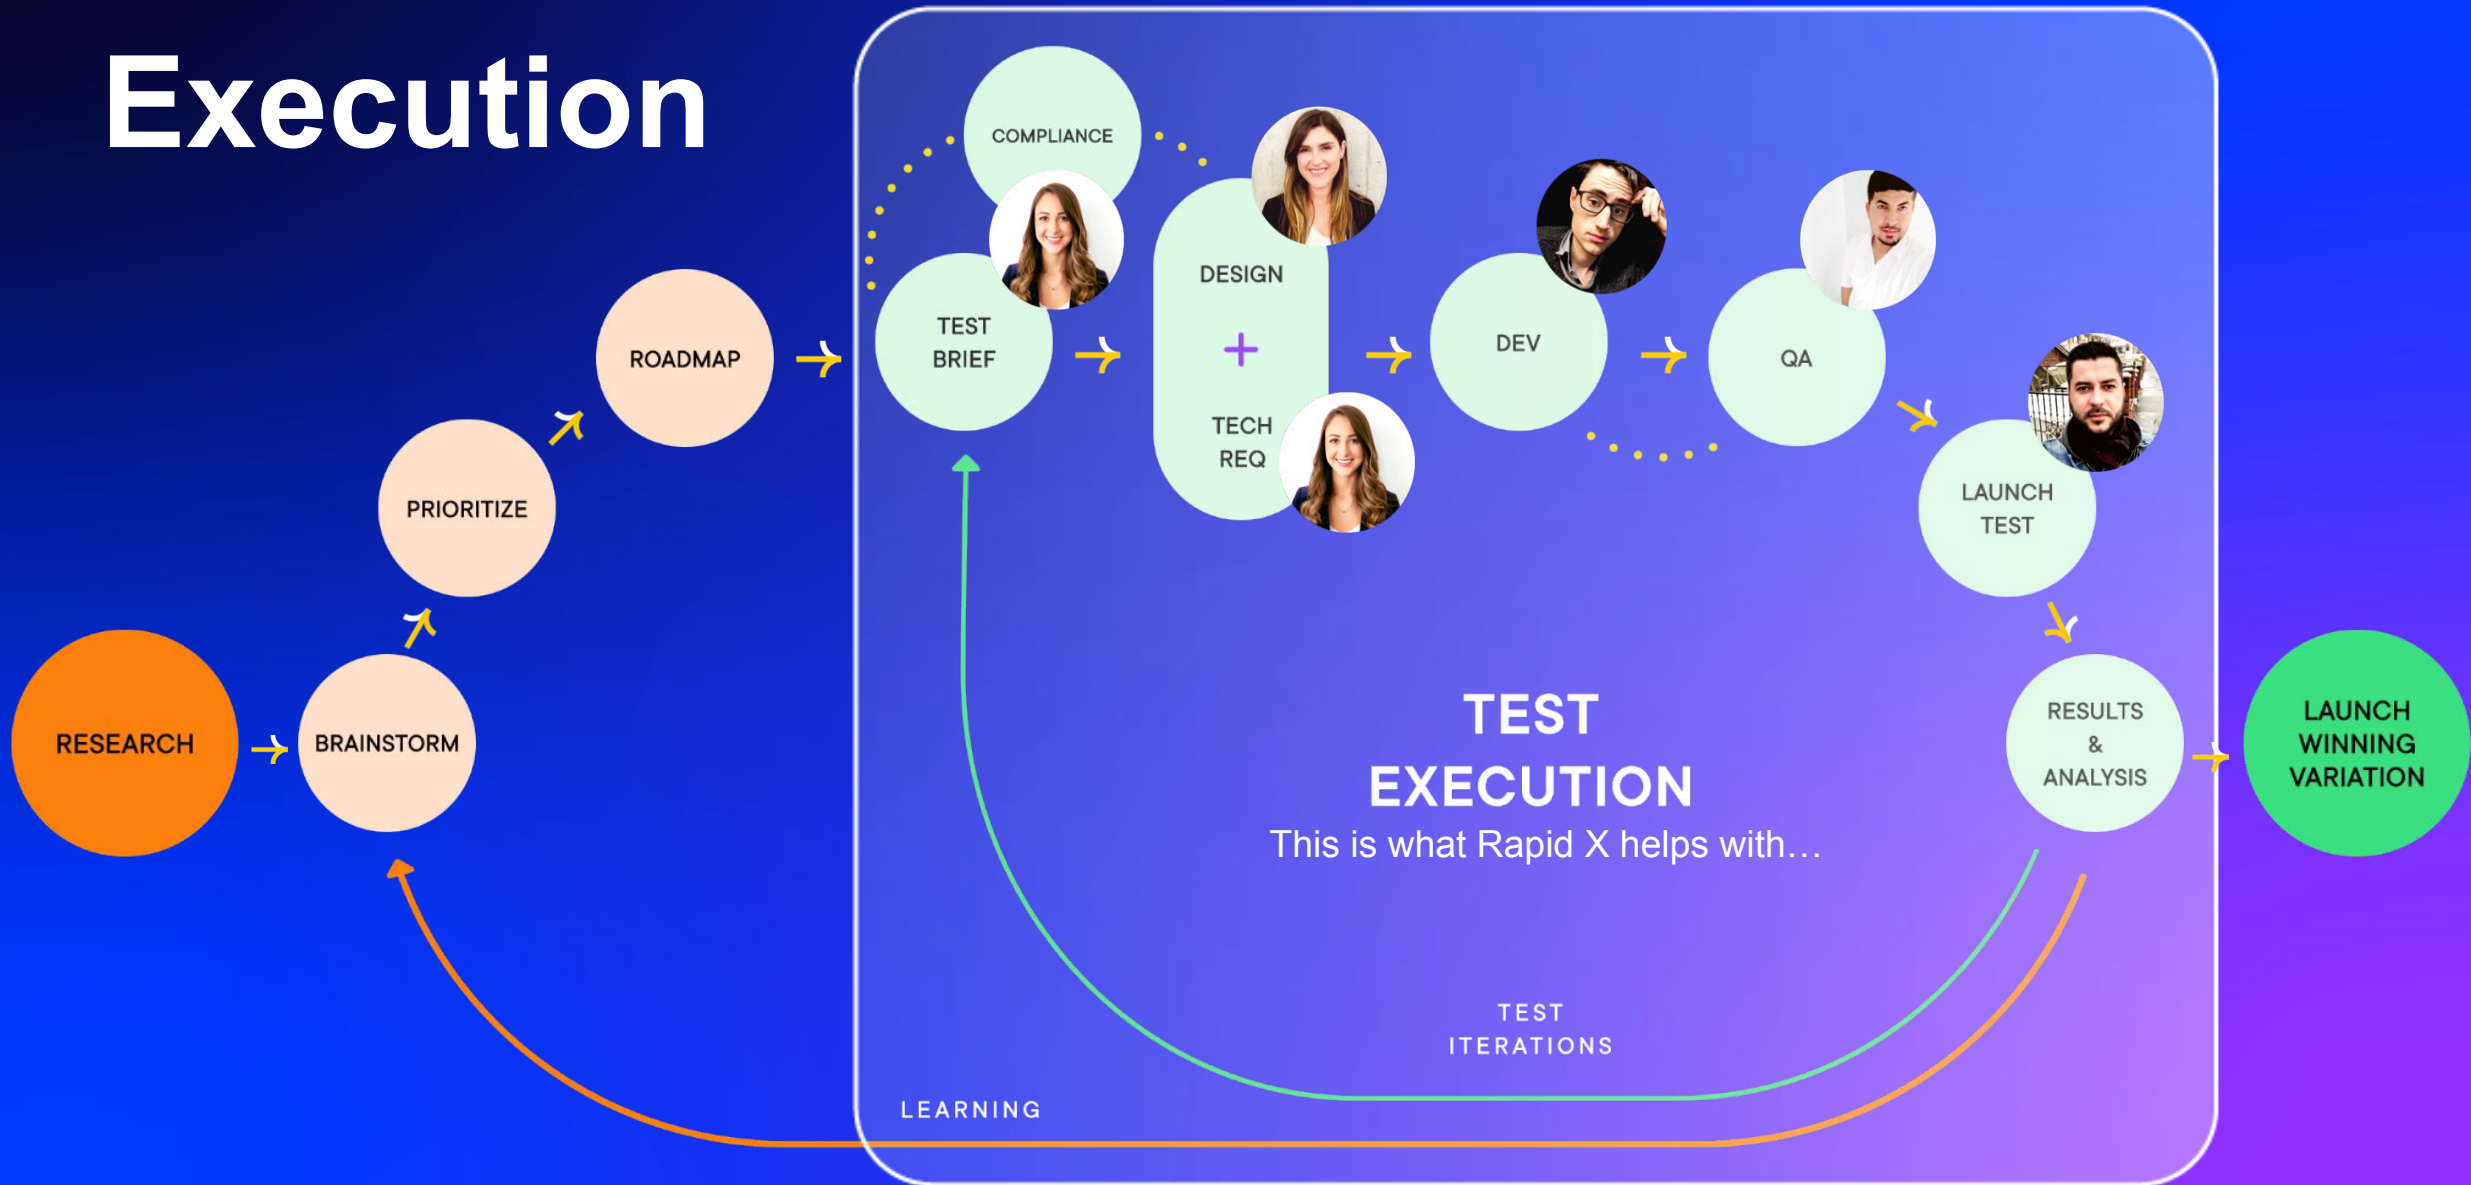 Execution
COMPLIANCE
DESIGN
TEST
BRIEF
TECH
REQ
DEV
QA
ROADMAP
PRIORITIZE
LAUNCH
TEST
RESEARCH
BRAINSTORM
TEST
EXECUTION
This is what Rapid X helps with…
RESULTS
&
ANALYSIS
LAUNCH
WINNING
VARIATION
TEST
ITERATIONS
LEARNING